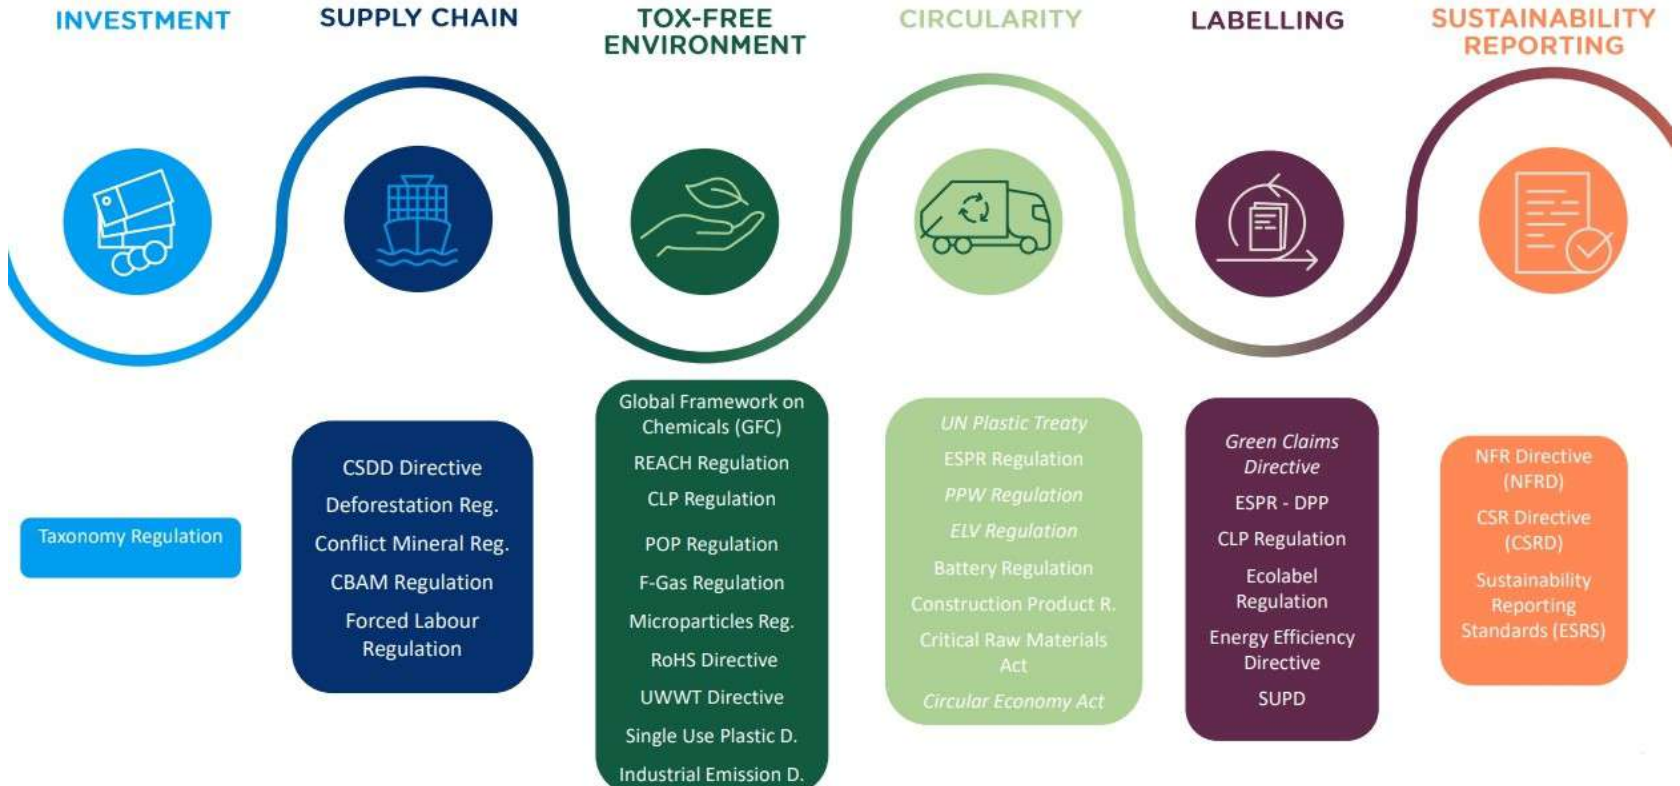 INVESTMENT
SUPPLY CHAIN
TOX-FREE
ENVIRONMENT
CIRCULARITY
LABELLING
SUSTAINABILITY
REPORTING
Taxonomy Regulation
CSDD Directive
Deforestation Reg.
Conflict Mineral Reg.
CBAM Regulation
Forced Labour
Regulation
Global Framework on
Chemicals (GFC)
REACH Regulation
CLP Regulation
POP Regulation
F-Gas Regulation
Microparticles Reg.
RoHS Directive
UWWT Directive
Single Use Plastic D.
Industrial Emission D.
UN Plastic Treaty
ESPR Regulation
PPW Regulation
ELV Regulation
Battery Regulation
Construction Product R.
Critical Raw Materials
Act
Circular Economy Act
Green Claims
Directive
ESPR - DPP
CLP Regulation
Ecolabel
Regulation
Energy Efficiency
Directive
SUPD
NFR Directive
(NFRD)
CSR Directive
(CSRD)
Sustainability
Reporting
Standards (ESRS)